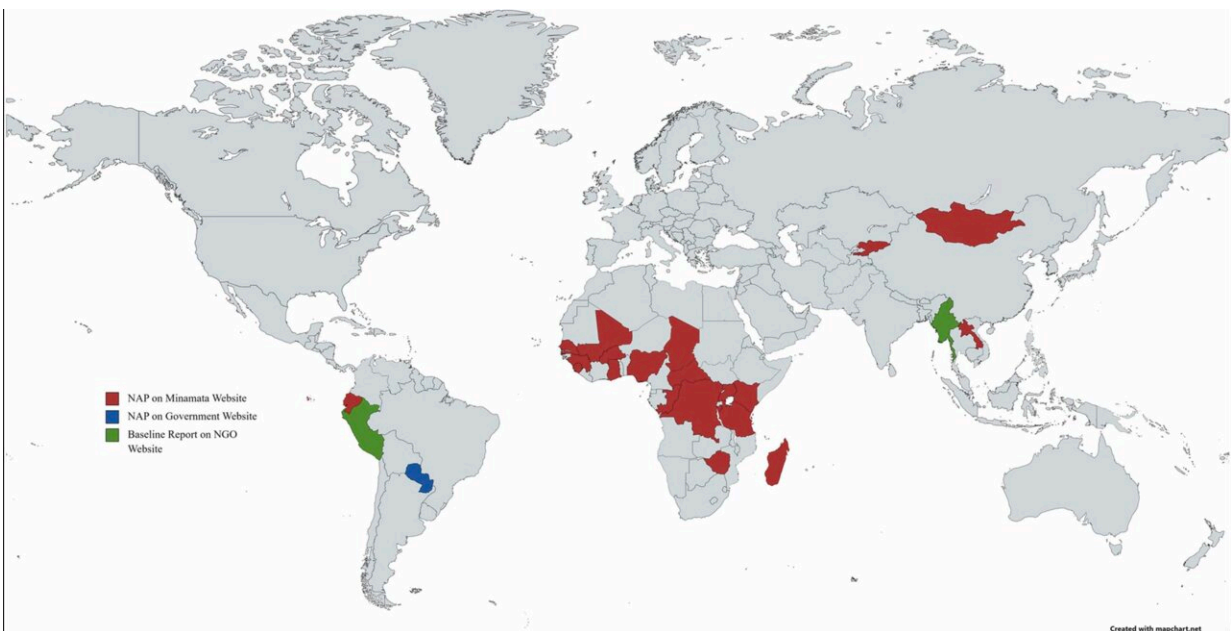 NAP on Minamata Website
NAP on Government Website
Baseline Report on NGO
Website
Created with mapchart.net